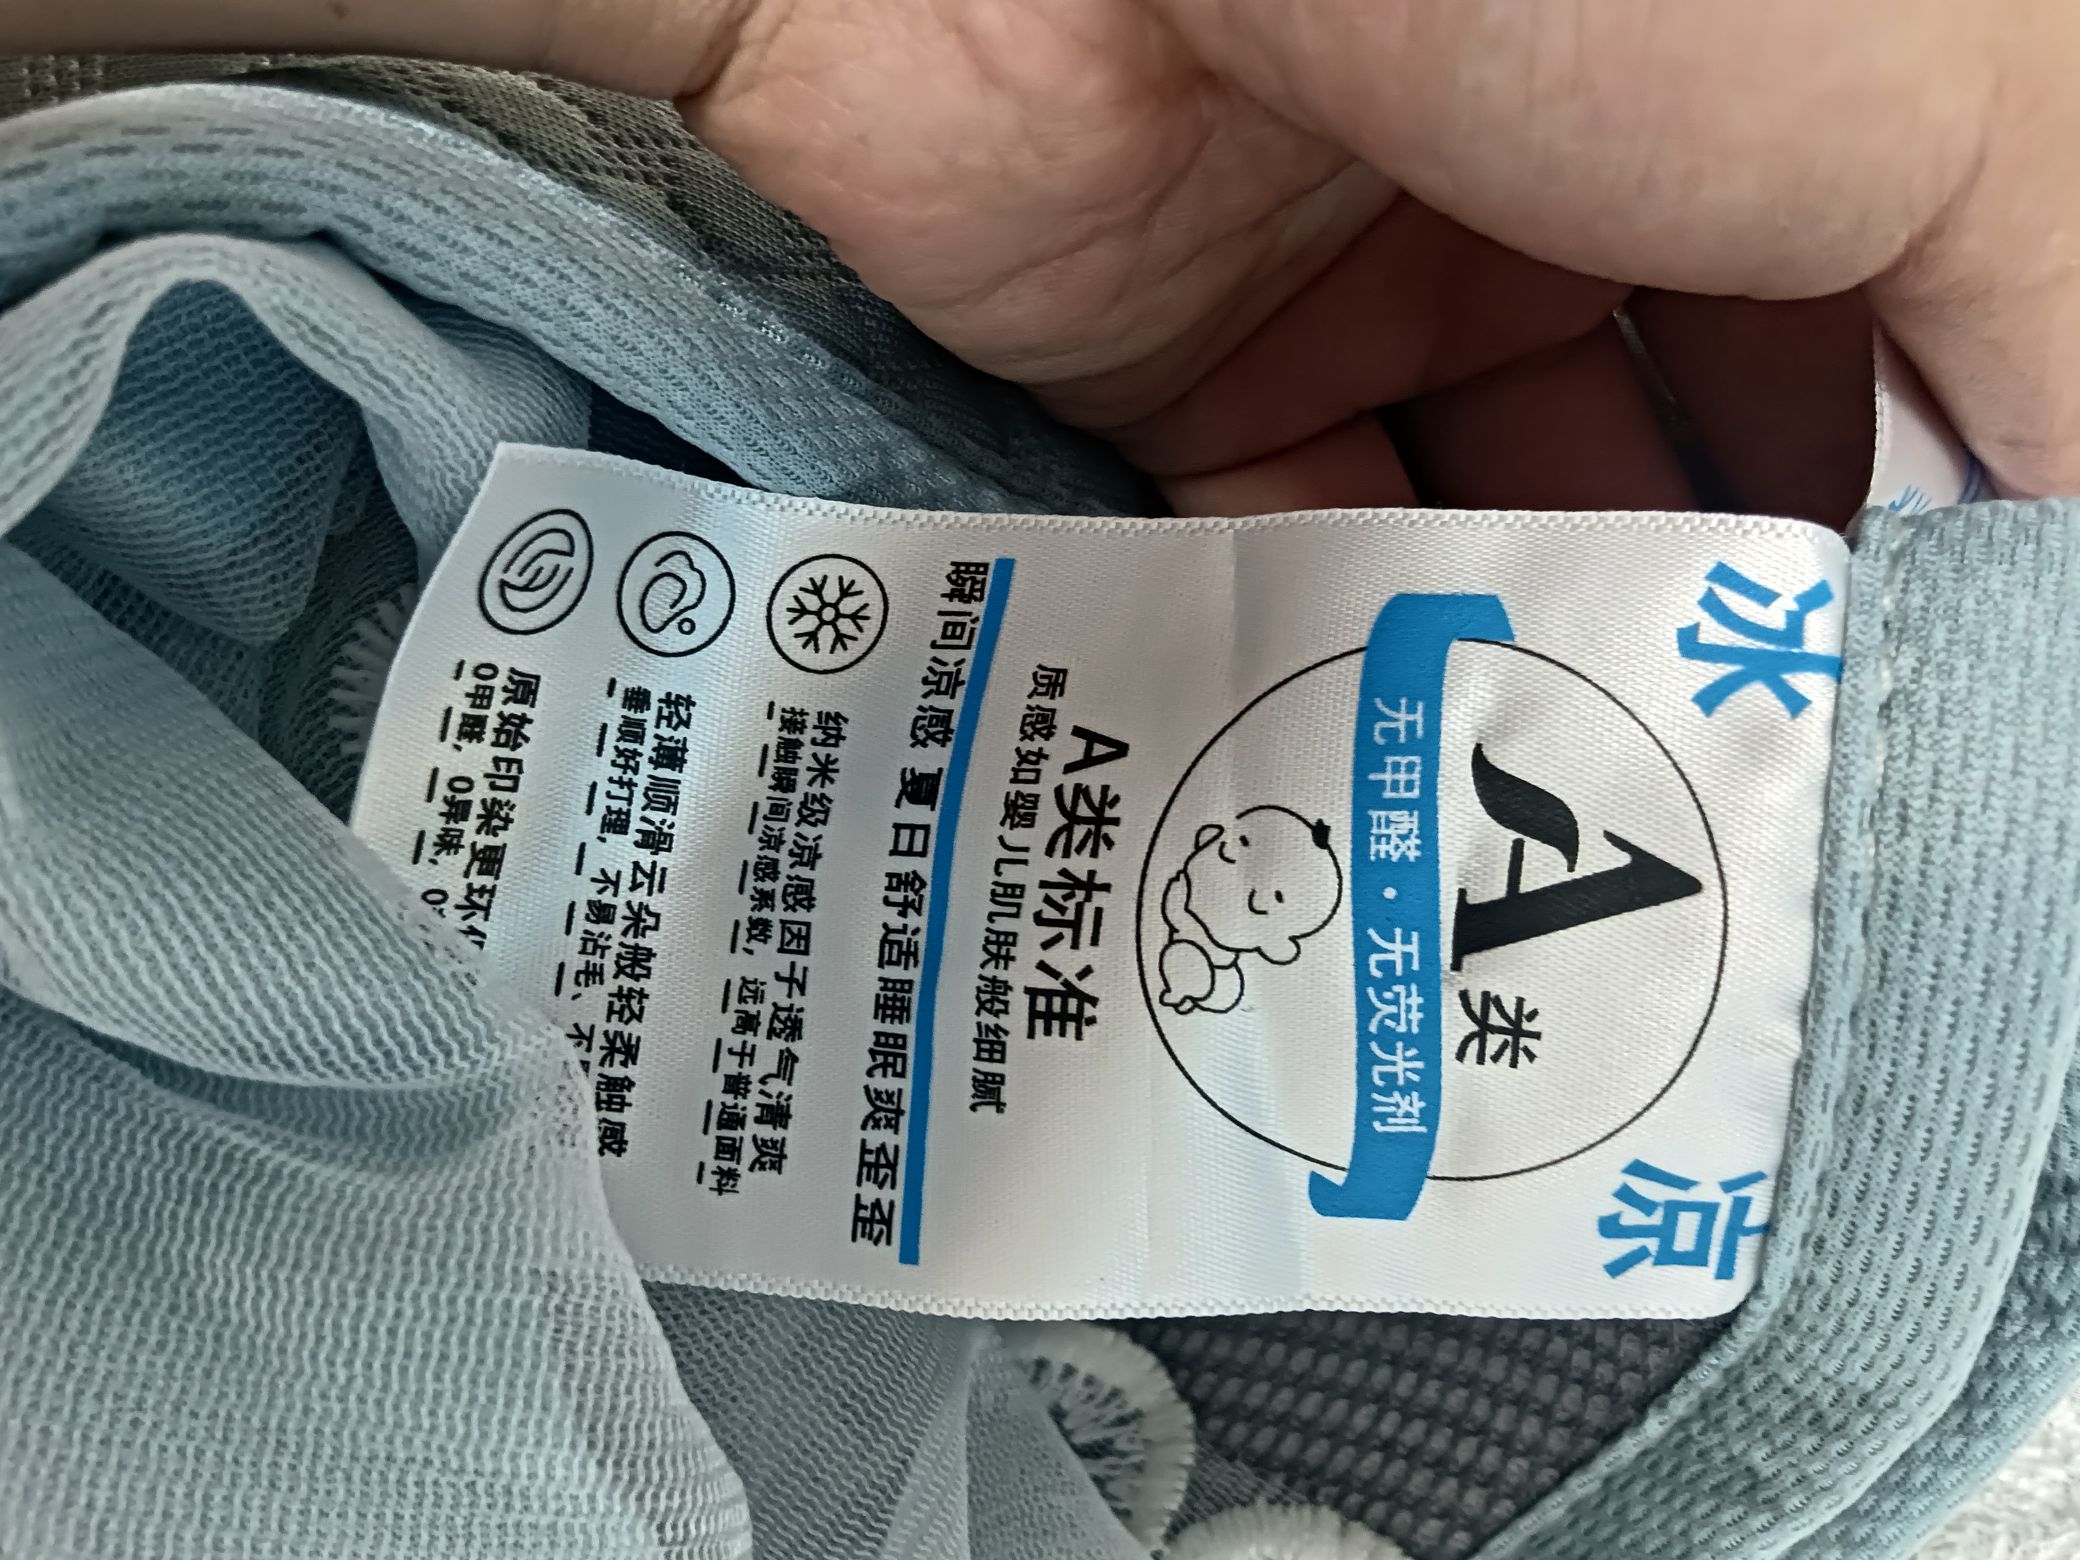 冰 凉
A类
无甲醛·无荧光剂
A类标准
质感如婴儿肌肤般细腻
瞬间凉感 夏日舒适睡眠爽歪歪
纳米级凉感因子透气清爽
接触瞬间凉感系数，远高于普通面料
轻薄顺滑云朵般轻柔触感
垂顺好打理，不易沾毛、不
原始印染更环
0甲醛，0异味，0